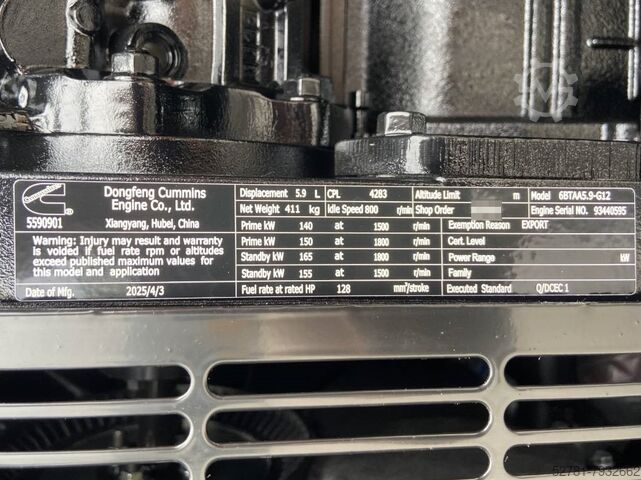 Cummins
Dongfeng Cummins
Engine Co., Ltd.
5590901 Xiangyang, Hubei, China
Warning: Injury may result and warranty
is voided if fuel rate rpm or altitudes
exceed published maximum values for
this model and application
Date of Mfg. 2025/4/3
Displacement 5.9 L CPL 4283 Altitude Limit m Model 6BTAA5.9-G12
Net Weight 411 kg Idle Speed 800 r/min Shop Order Engine Serial NO. 93440595
Prime kW 140 at 1500 r/min Exemption Reason EXPORT
Prime kW 150 at 1800 r/min Cert. Level
Standby kW 165 at 1800 r/min Power Range kW
Standby kW 155 at 1500 r/min Family
Fuel rate at rated HP 128 mm³/stroke Executed Standard Q/DCEC 1
52781-7932662